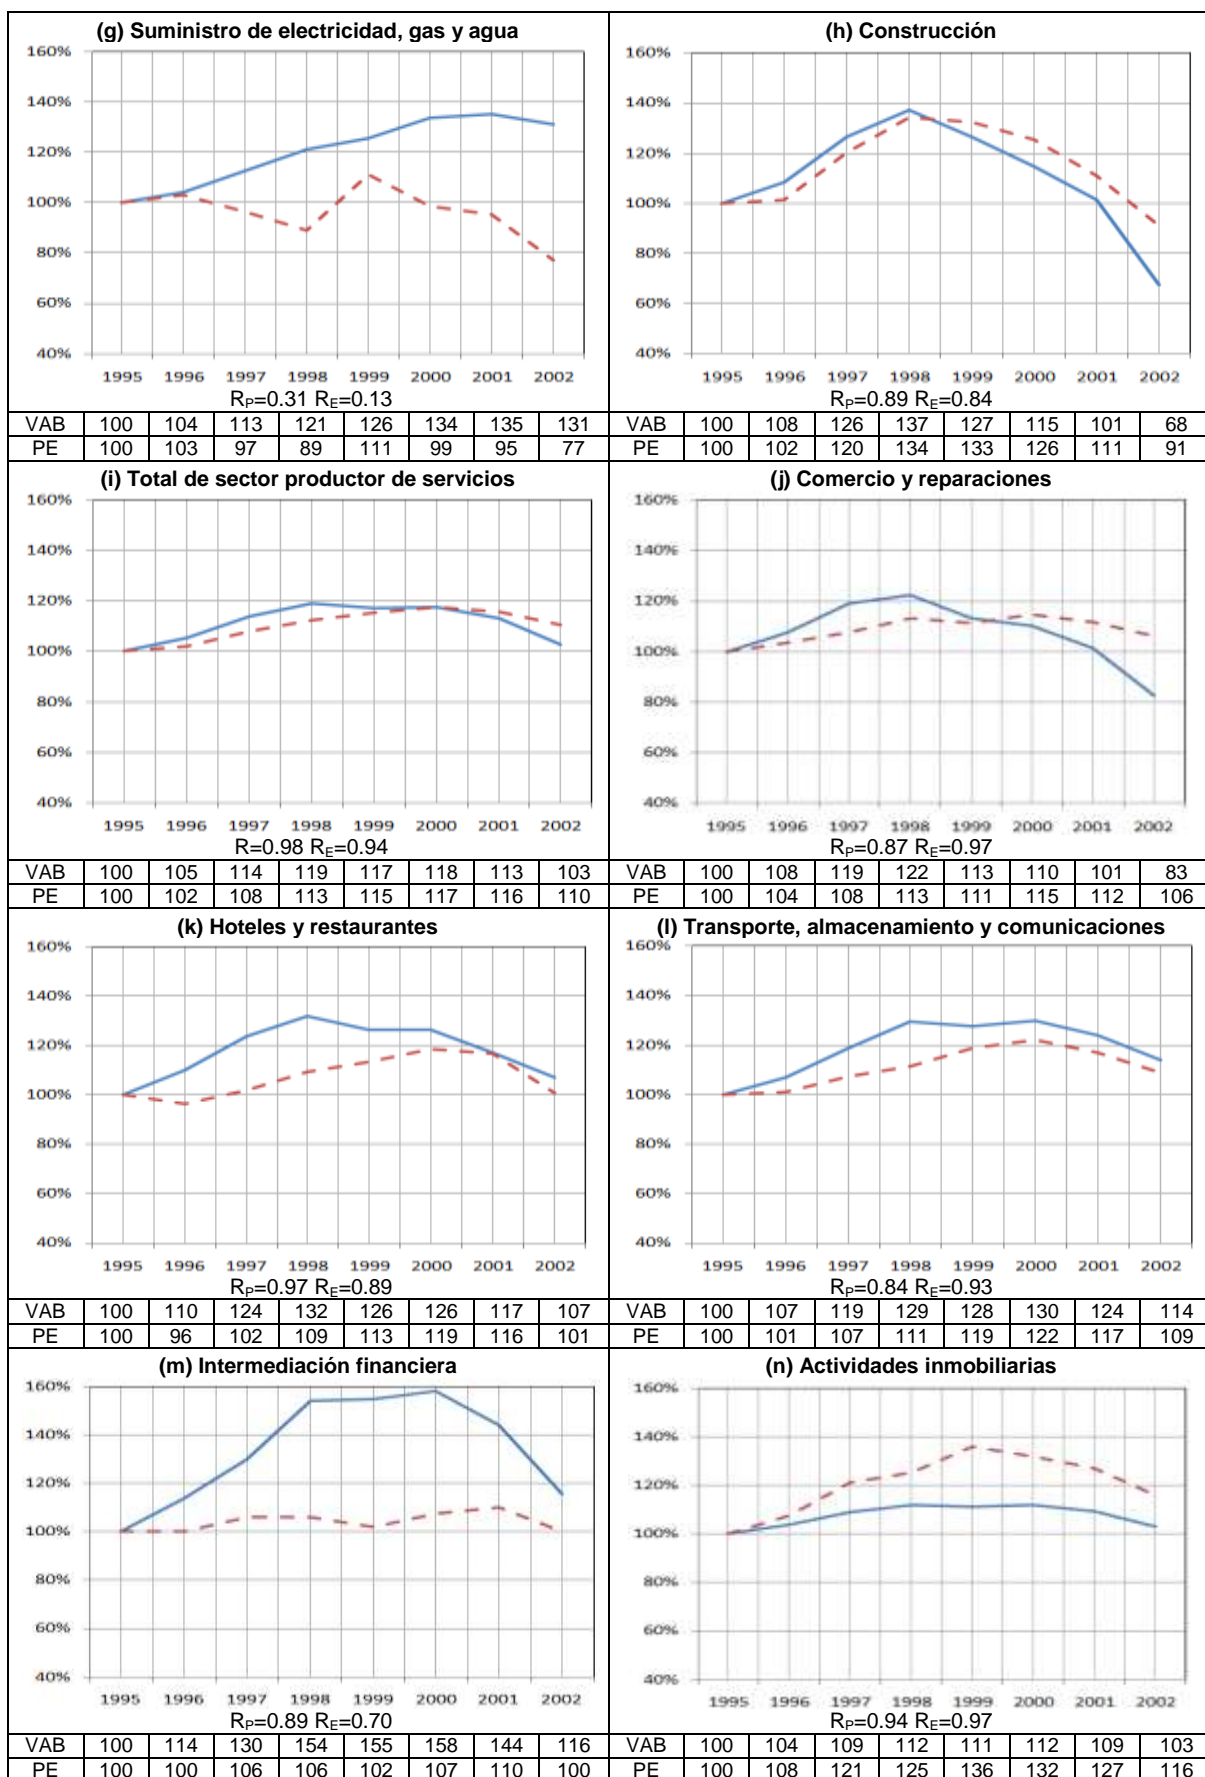 (g) Suministro de electricidad, gas y agua
160%
140%
120%
100%
80%
60%
40%
1995 1996 1997 1998 1999 2000 2001 2002
RP=0.31 RE=0.13
VAB 100 104 113 121 126 134 135 131
PE 100 103 97 89 111 99 95 77
(h) Construcción
160%
140%
120%
100%
80%
60%
40%
1995 1996 1997 1998 1999 2000 2001 2002
RP=0.89 RE=0.84
VAB 100 108 126 137 127 115 101 68
PE 100 102 120 134 133 126 111 91
(i) Total de sector productor de servicios
160%
140%
120%
100%
80%
60%
40%
1995 1996 1997 1998 1999 2000 2001 2002
R=0.98 RE=0.94
VAB 100 105 114 119 117 118 113 103
PE 100 102 108 113 115 117 116 110
(j) Comercio y reparaciones
160%
140%
120%
100%
80%
60%
40%
1995 1996 1997 1998 1999 2000 2001 2002
RP=0.87 RE=0.97
VAB 100 108 119 122 113 110 101 83
PE 100 104 108 113 111 115 112 106
(k) Hoteles y restaurantes
160%
140%
120%
100%
80%
60%
40%
1995 1996 1997 1998 1999 2000 2001 2002
RP=0.97 RE=0.89
VAB 100 110 124 132 126 126 117 107
PE 100 96 102 109 113 119 116 101
(l) Transporte, almacenamiento y comunicaciones
160%
140%
120%
100%
80%
60%
40%
1995 1996 1997 1998 1999 2000 2001 2002
RP=0.84 RE=0.93
VAB 100 107 119 129 128 130 124 114
PE 100 101 107 111 119 122 117 109
(m) Intermediación financiera
160%
140%
120%
100%
80%
60%
40%
1995 1996 1997 1998 1999 2000 2001 2002
RP=0.89 RE=0.70
VAB 100 114 130 154 155 158 144 116
PE 100 100 106 106 102 107 110 100
(n) Actividades inmobiliarias
160%
140%
120%
100%
80%
60%
40%
1995 1996 1997 1998 1999 2000 2001 2002
RP=0.94 RE=0.97
VAB 100 104 109 112 111 112 109 103
PE 100 108 121 125 136 132 127 116